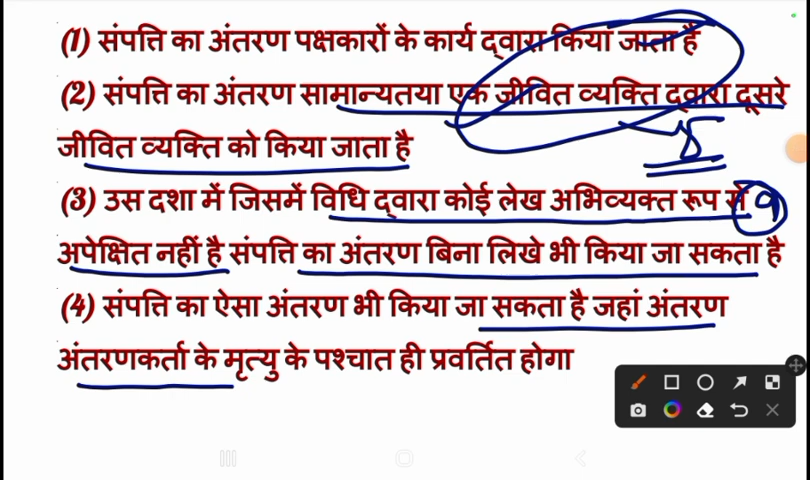 (1) संपत्ति का अंतरण पक्षकारों के कार्य द्वारा किया जाता है
(2) संपत्ति का अंतरण सामान्यतया एक जीवित व्यक्ति द्वारा दूसरे
जीवित व्यक्ति को किया जाता है
(3) उस दशा में जिसमें विधि द्वारा कोई लेख अभिव्यक्त रूप से
अपेक्षित नहीं है संपत्ति का अंतरण बिना लिखे भी किया जा सकता है
(4) संपत्ति का ऐसा अंतरण भी किया जा सकता है जहां अंतरण
अंतरणकर्ता के मृत्यु के पश्चात ही प्रवर्तित होगा